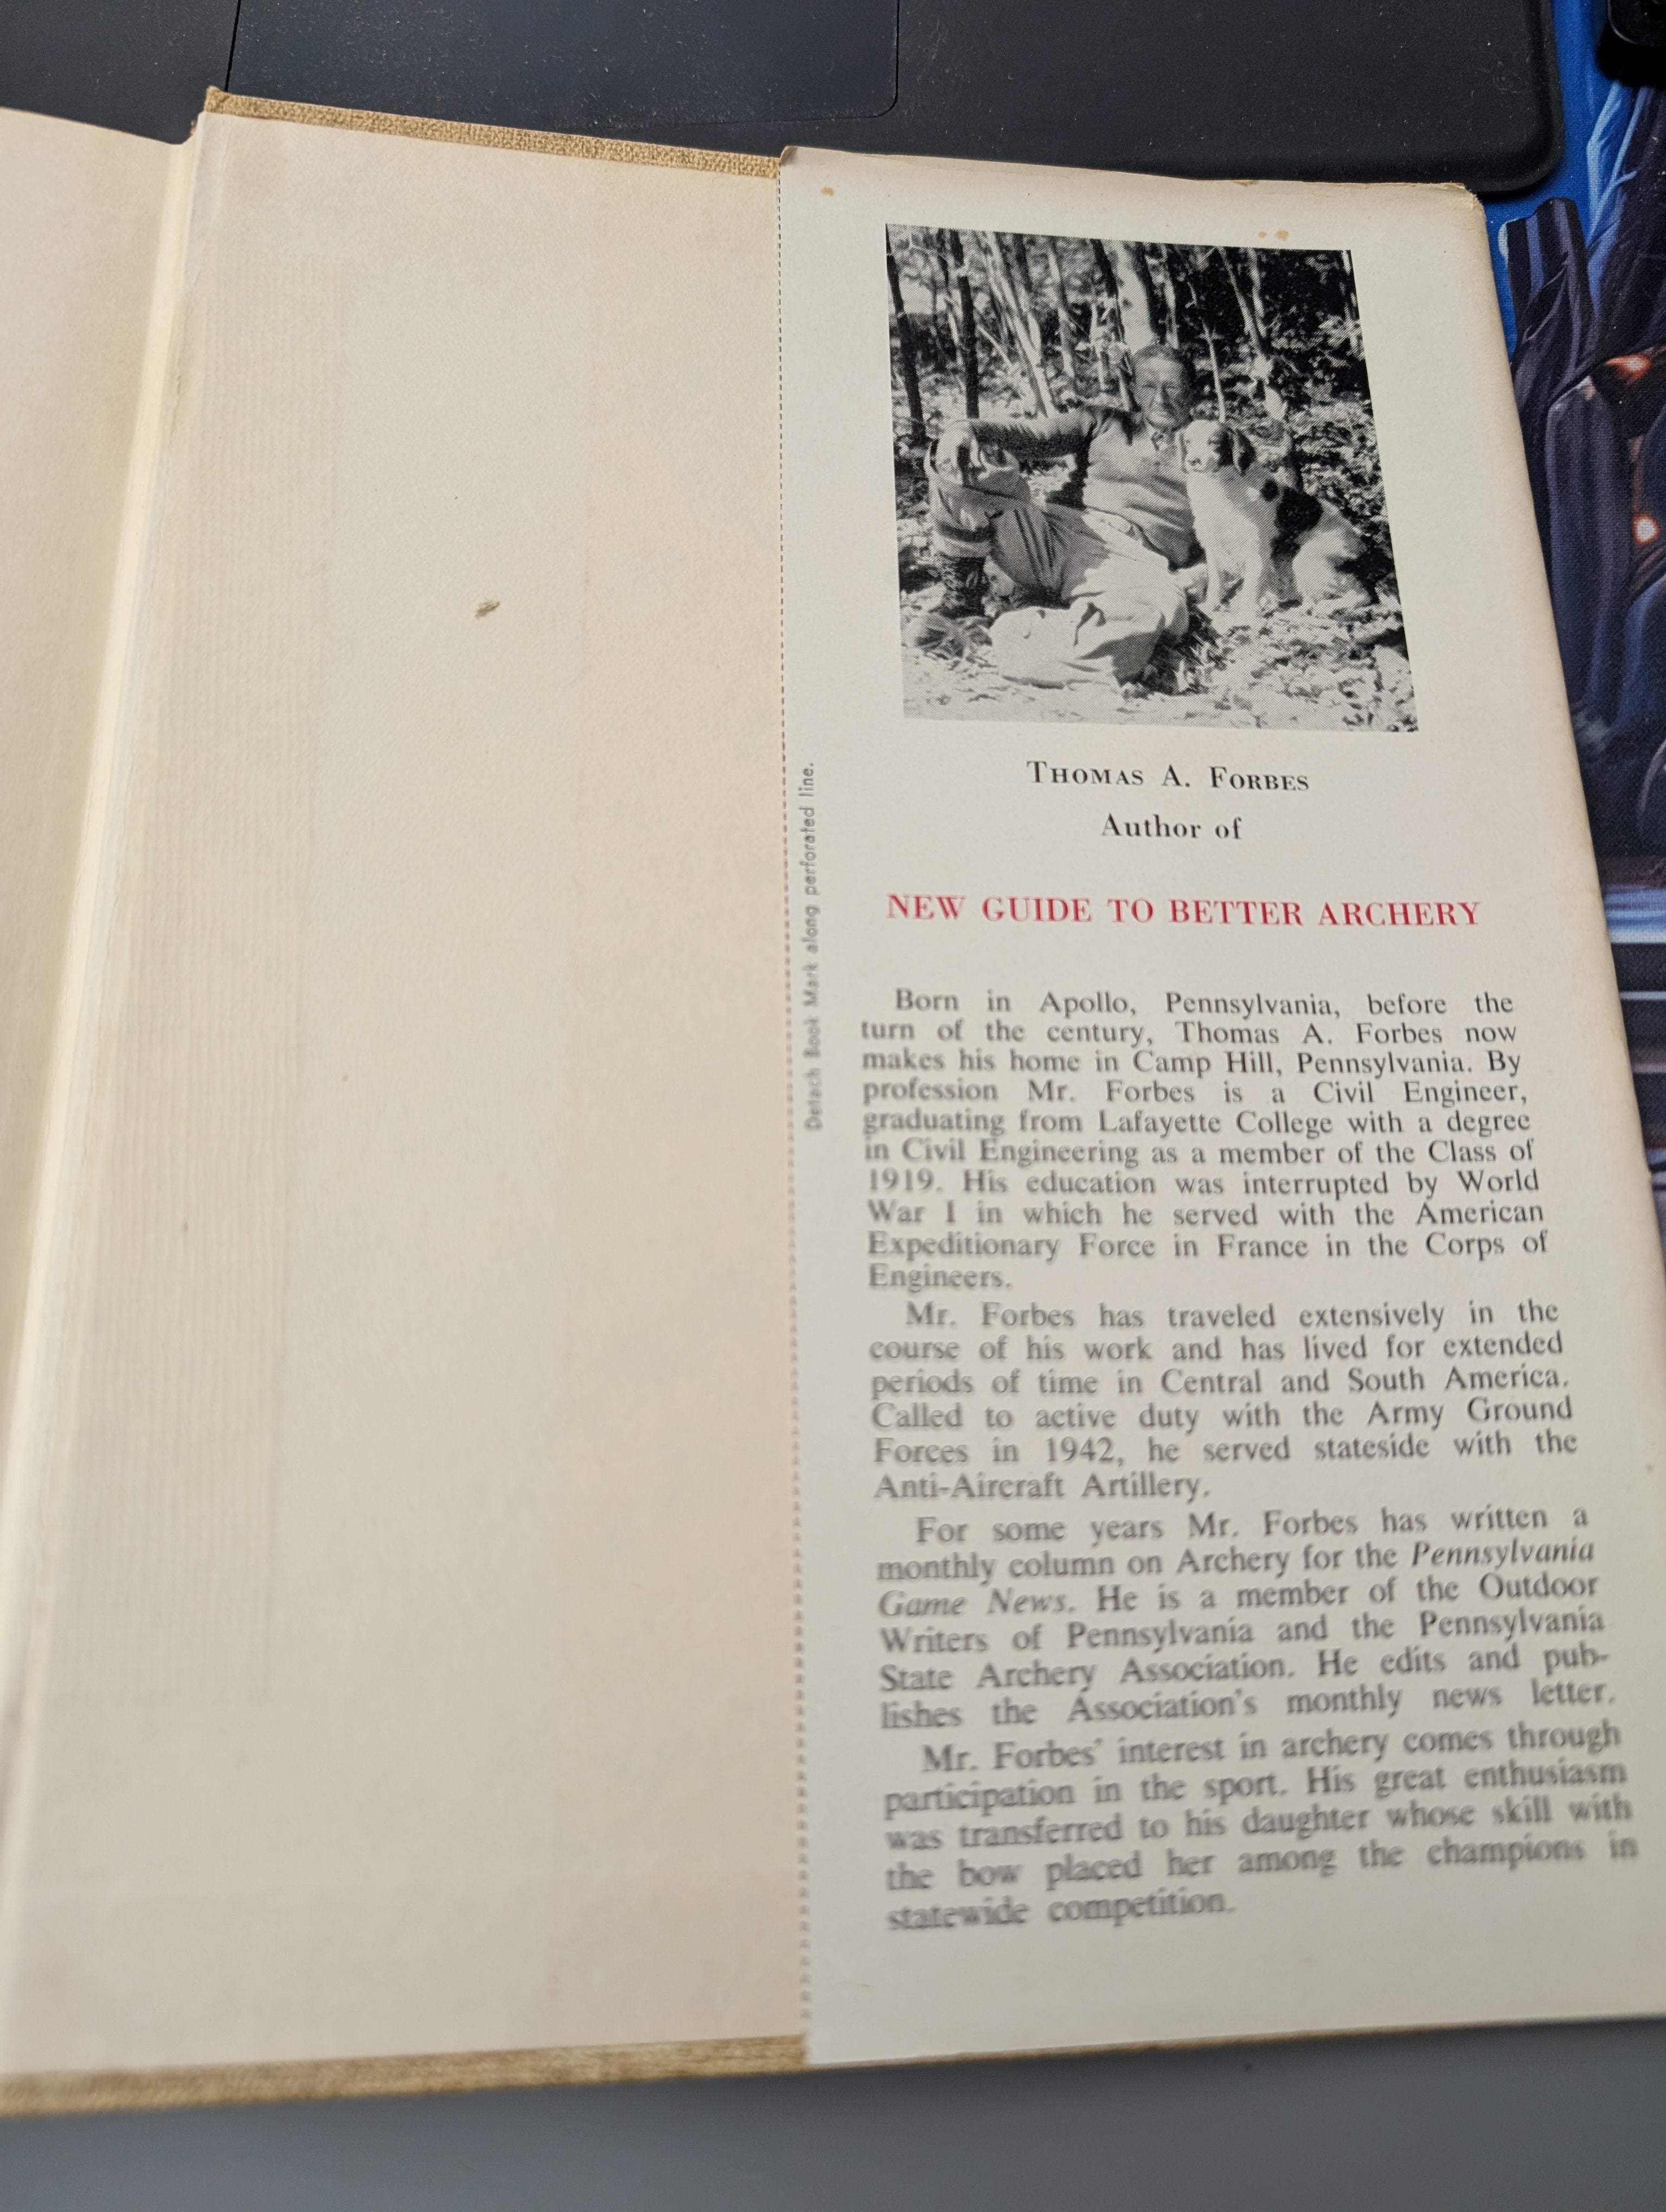 Detach Book Mark along perforated line.
THOMAS A. FORBES
Author of
NEW GUIDE TO BETTER ARCHERY
Born in Apollo, Pennsylvania, before the
turn of the century, Thomas A. Forbes now
makes his home in Camp Hill, Pennsylvania. By
profession Mr. Forbes is a Civil Engineer,
graduating from Lafayette College with a degree
in Civil Engineering as a member of the Class of
1919. His education was interrupted by World
War I in which he served with the American
Expeditionary Force in France in the Corps of
Engineers.
Mr. Forbes has traveled extensively in the
course of his work and has lived for extended
periods of time in Central and South America.
Called to active duty with the Army Ground
Forces in 1942, he served stateside with the
Anti-Aircraft Artillery.
For some years Mr. Forbes has written a
monthly column on Archery for the Pennsylvania
Game News. He is a member of the Outdoor
Writers of Pennsylvania and the Pennsylvania
State Archery Association. He edits and pub-
lishes the Association's monthly news letter.
Mr. Forbes' interest in archery comes through
participation in the sport. His great enthusiasm
was transferred to his daughter whose skill with
the bow placed her among the champions in
statewide competition.